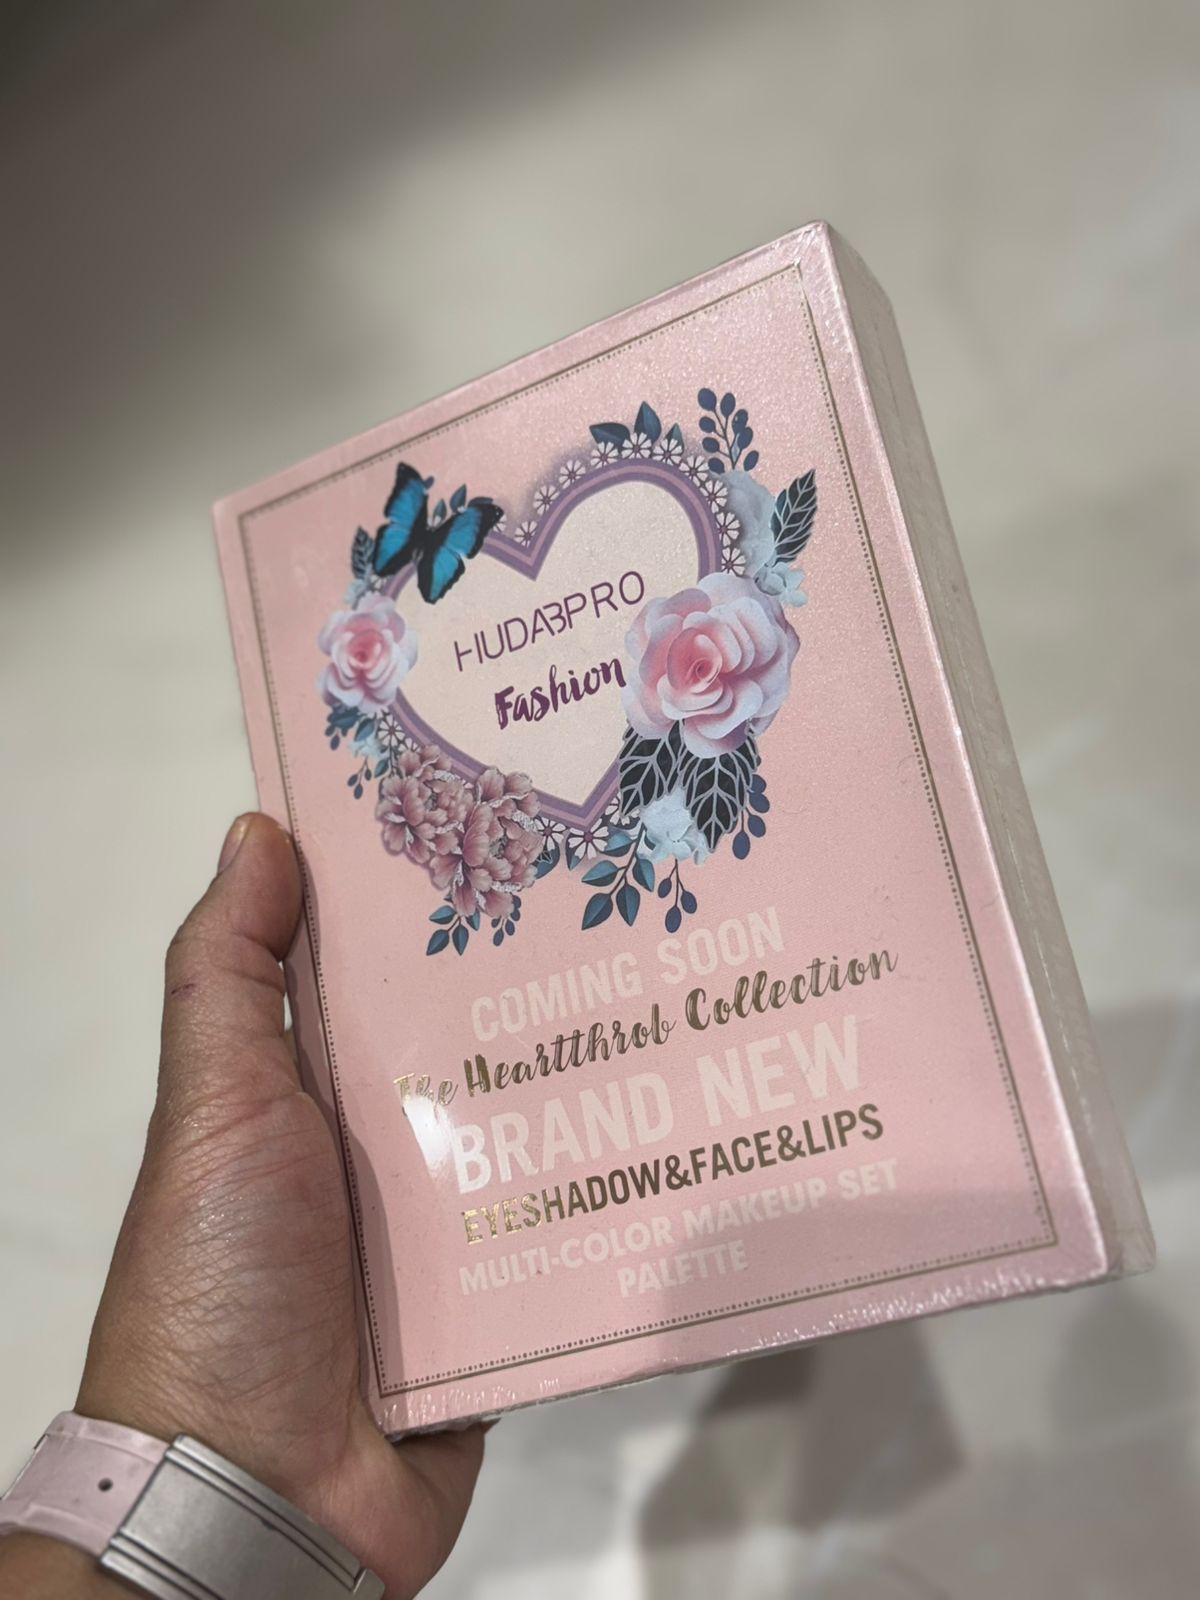 HUDABPRO
Fashion
COMING SOON
The Heartthrob Collection
BRAND NEW
EYESHADOW&FACE&LIPS
MULTI-COLOR MAKEUP SET
PALETTE